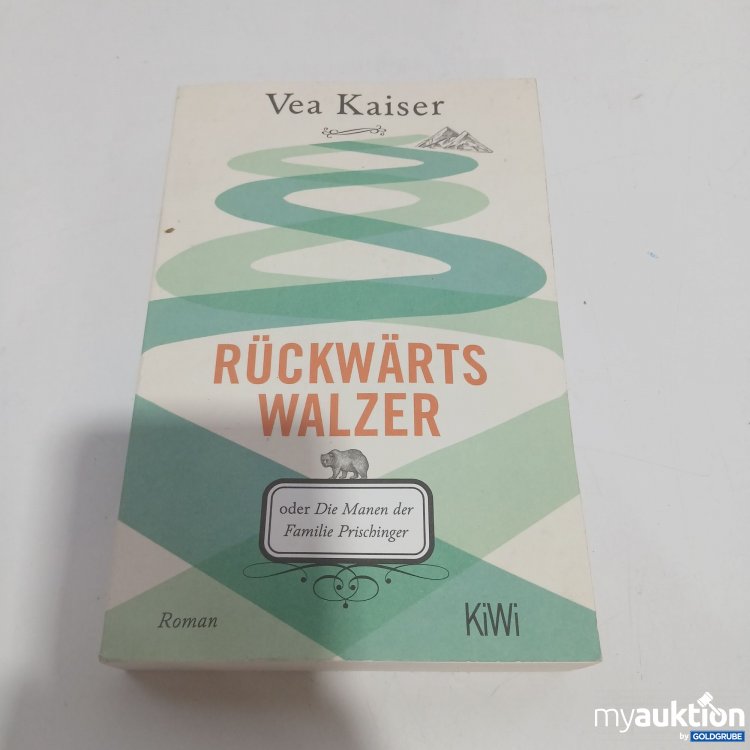 Vea Kaiser
RÜCKWÄRTS
WALZER
oder Die Manen der
Familie Prischinger
Roman
KiWi
myauktion
by GOLDGRUBE